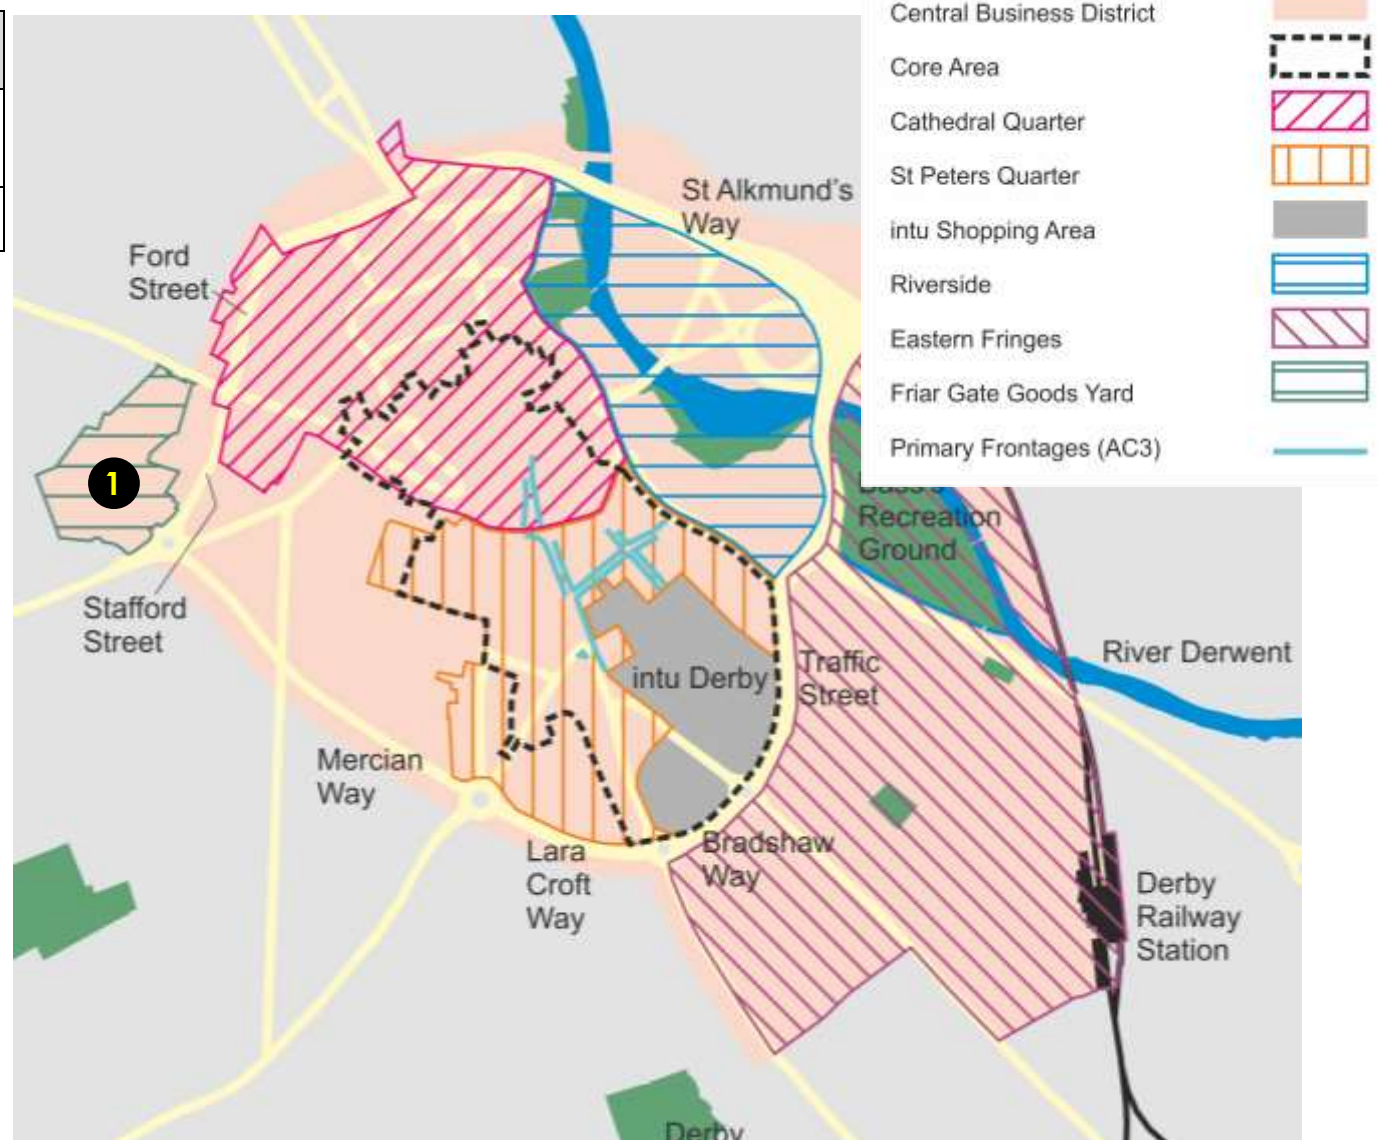 Central Business District
Core Area
Cathedral Quarter
St Peters Quarter
intu Shopping Area
Riverside
Eastern Fringes
Friar Gate Goods Yard
Primary Frontages (AC3)
St Alkmund's
Way
Ford
Street
1
Recreation
Ground
Stafford
Street
River Derwent
intu Derby
Traffic
Street
Mercian
Way
Bradshaw
Way
Lara
Croft
Way
Derby
Railway
Station
Derby